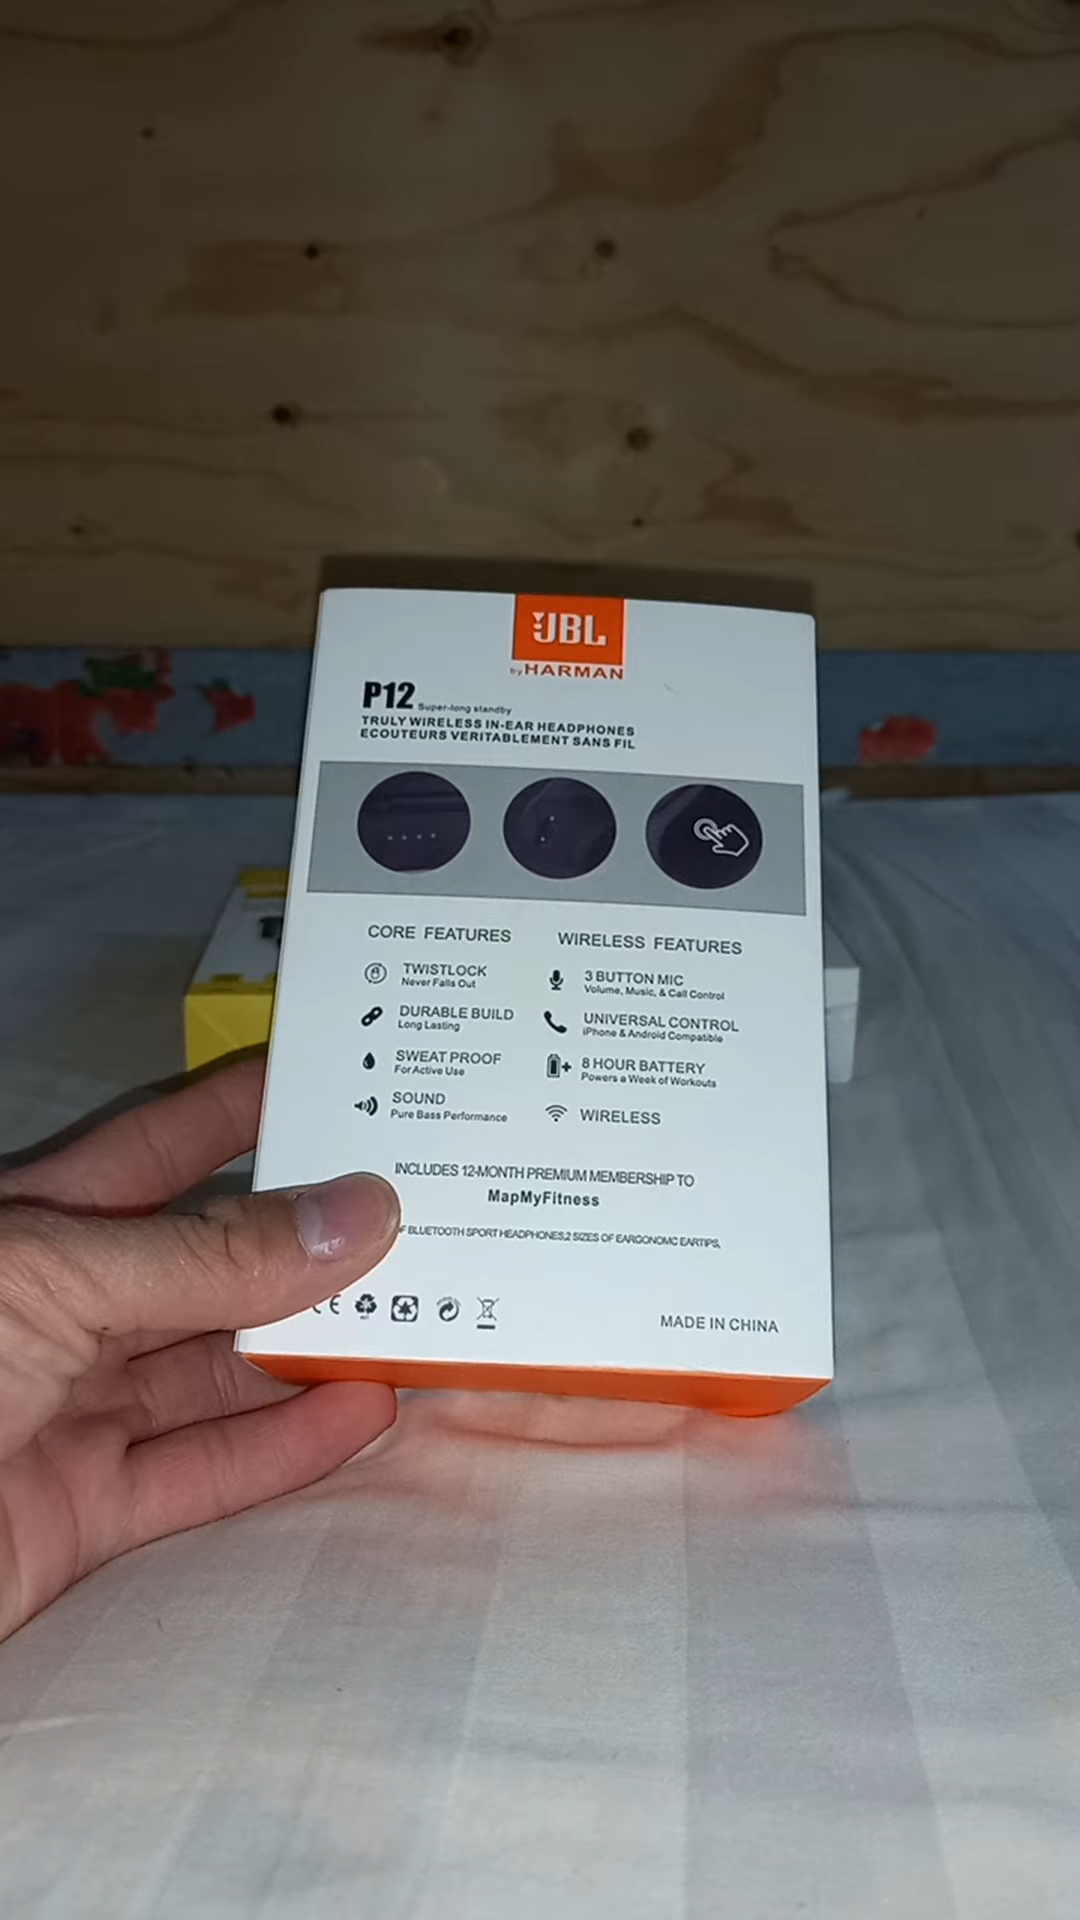 JBL
by HARMAN
P12 Super-long standby
TRULY WIRELESS IN-EAR HEADPHONES
ECOUTEURS VERITABLEMENT SANS FIL
CORE FEATURES
TWISTLOCK
Never Falls Out
DURABLE BUILD
Long Lasting
SWEAT PROOF
For Active Use
SOUND
Pure Bass Performance
WIRELESS FEATURES
3 BUTTON MIC
Volume, Music, & Call Control
UNIVERSAL CONTROL
iPhone & Android Compatible
8 HOUR BATTERY
Powers a Week of Workouts
WIRELESS
INCLUDES 12-MONTH PREMIUM MEMBERSHIP TO
MapMyFitness
OF BLUETOOTH SPORT HEADPHONES,2 SIZES OF EARGONOMC EARTIPS,
CE
MADE IN CHINA